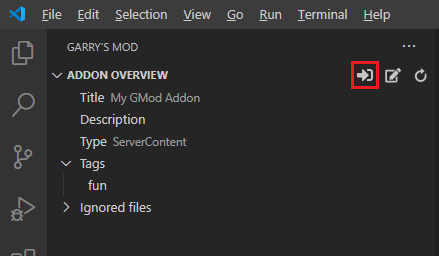 File Edit Selection View Go Run Terminal Help
GARRY'S MOD
ADDON OVERVIEW
Title My GMod Addon
Description
Type ServerContent
Tags
fun
Ignored files